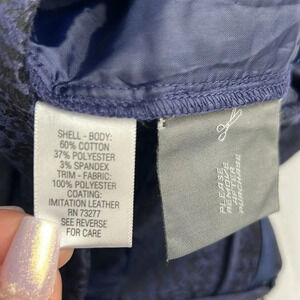 SHELL - BODY:
60% COTTON
37% POLYESTER
3% SPANDEX
TRIM - FABRIC:
100% POLYESTER
COATING:
IMITATION LEATHER
RN 73277
SEE REVERSE
FOR CARE
PLEASE
REMOVE
AFTER
PURCHASE